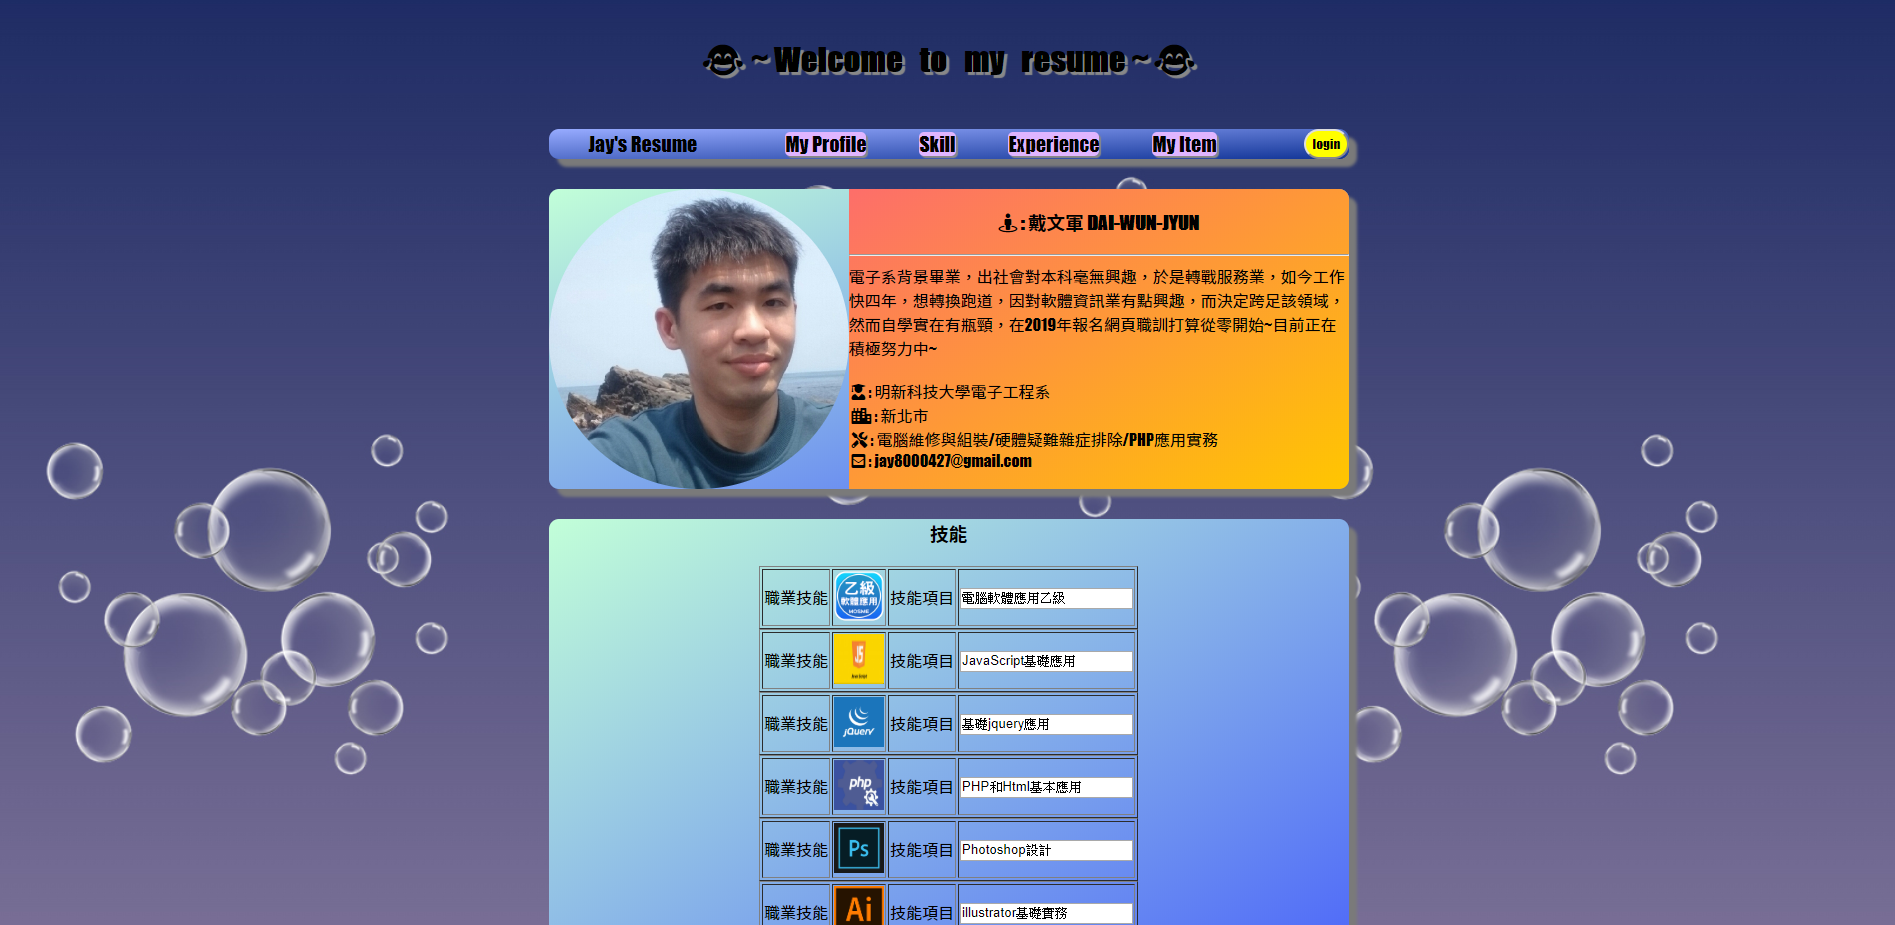 ~Welcome to my resume~
Jay's Resume My Profile Skill Experience My Item login
: 戴文軍 DAI-WUN-JYUN
電子系背景畢業，出社會對本科毫無興趣，於是轉戰服務業，如今工作
快四年，想轉換跑道，因對軟體資訊業有點興趣，而決定跨足該領域，
然而自學實在有瓶頸，在2019年報名網頁職訓打算從零開始~目前正在
積極努力中~
: 明新科技大學電子工程系
: 新北市
: 電腦維修與組裝/硬體疑難雜症排除/PHP應用實務
: jay8000427@gmail.com
技能
職業技能 乙級 軟體應用 MOSME 技能項目 電腦軟體應用乙級
職業技能 JS 技能項目 JavaScript基礎應用
職業技能 jQuery 技能項目 基礎jquery應用
職業技能 php 技能項目 PHP和Html基本應用
職業技能 Ps 技能項目 Photoshop設計
職業技能 Ai 技能項目 illustrator基礎實務